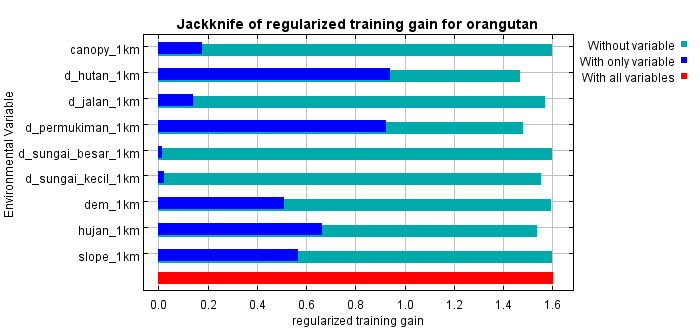 Jackknife of regularized training gain for orangutan
Without variable
With only variable
With all variables
Environmental Variable
canopy_1km
d_hutan_1km
d_jalan_1km
d_permukiman_1km
d_sungai_besar_1km
d_sungai_kecil_1km
dem_1km
hujan_1km
slope_1km
0.0 0.2 0.4 0.6 0.8 1.0 1.2 1.4 1.6
regularized training gain